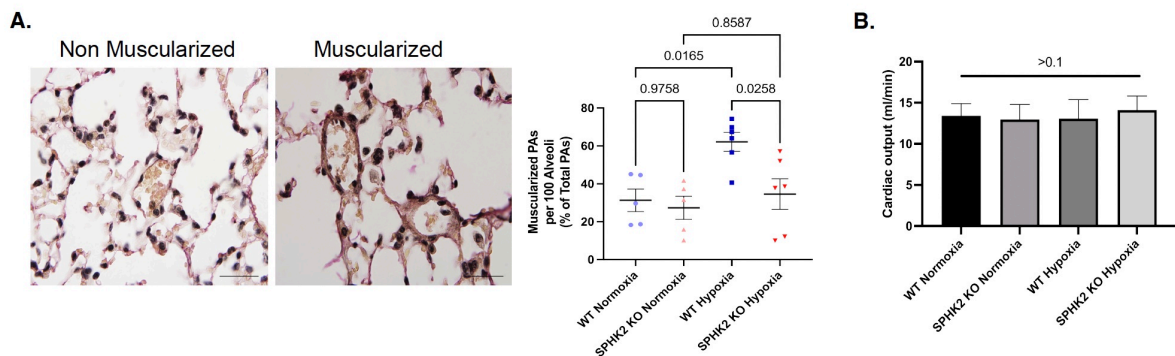 A.
Non Muscularized
Muscularized
0.8587
0.0165
0.9758
0.0258
Muscularized PAs
per 100 Alveoli
(% of Total PAs)
80
60
40
20
0
WT Normoxia
SPHK2 KO Normoxia
WT Hypoxia
SPHK2 KO Hypoxia
B.
>0.1
Cardiac output (ml/min)
20
15
10
5
0
WT Normoxia
SPHK2 KO Normoxia
WT Hypoxia
SPHK2 KO Hypoxia